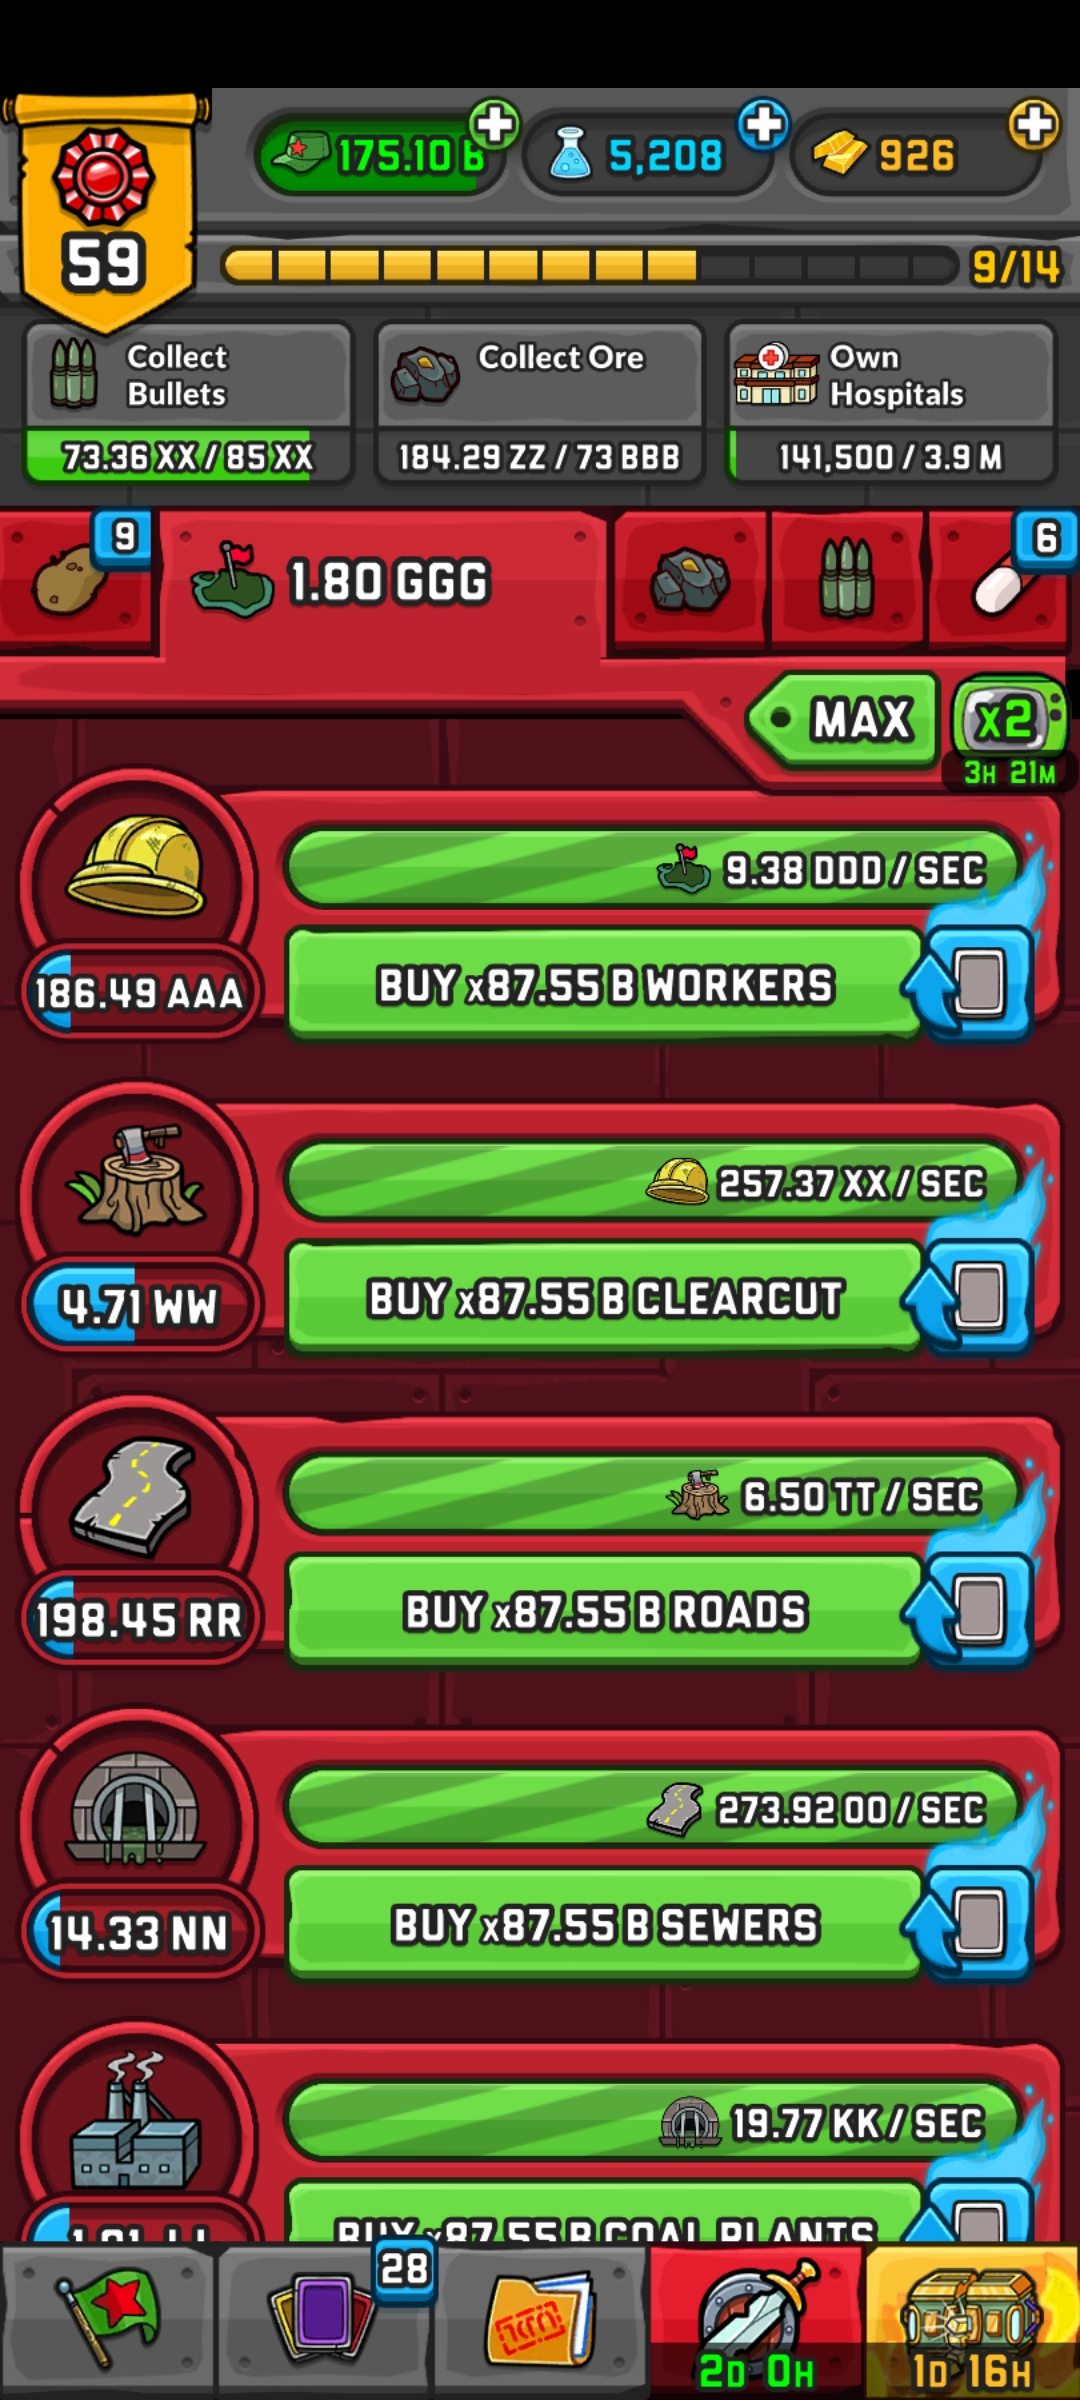 175.10 B
5,208
926
59
9/14
Collect
Bullets
73.36 XX / 85 XX
Collect Ore
184.29 ZZ / 73 BBB
Own
Hospitals
141,500 / 3.9 M
9
1.80 GGG
6
MAX
x2
3H 21M
9.38 DDD / SEC
186.49 AAA
BUY x87.55 B WORKERS
257.37 XX / SEC
4.71 WW
BUY x87.55 B CLEARCUT
6.50 TT / SEC
198.45 RR
BUY x87.55 B ROADS
273.92 OO / SEC
14.33 NN
BUY x87.55 B SEWERS
19.77 KK / SEC
BUY x87.55 B COAL PLANTS
28
2D 0H
1D 16H